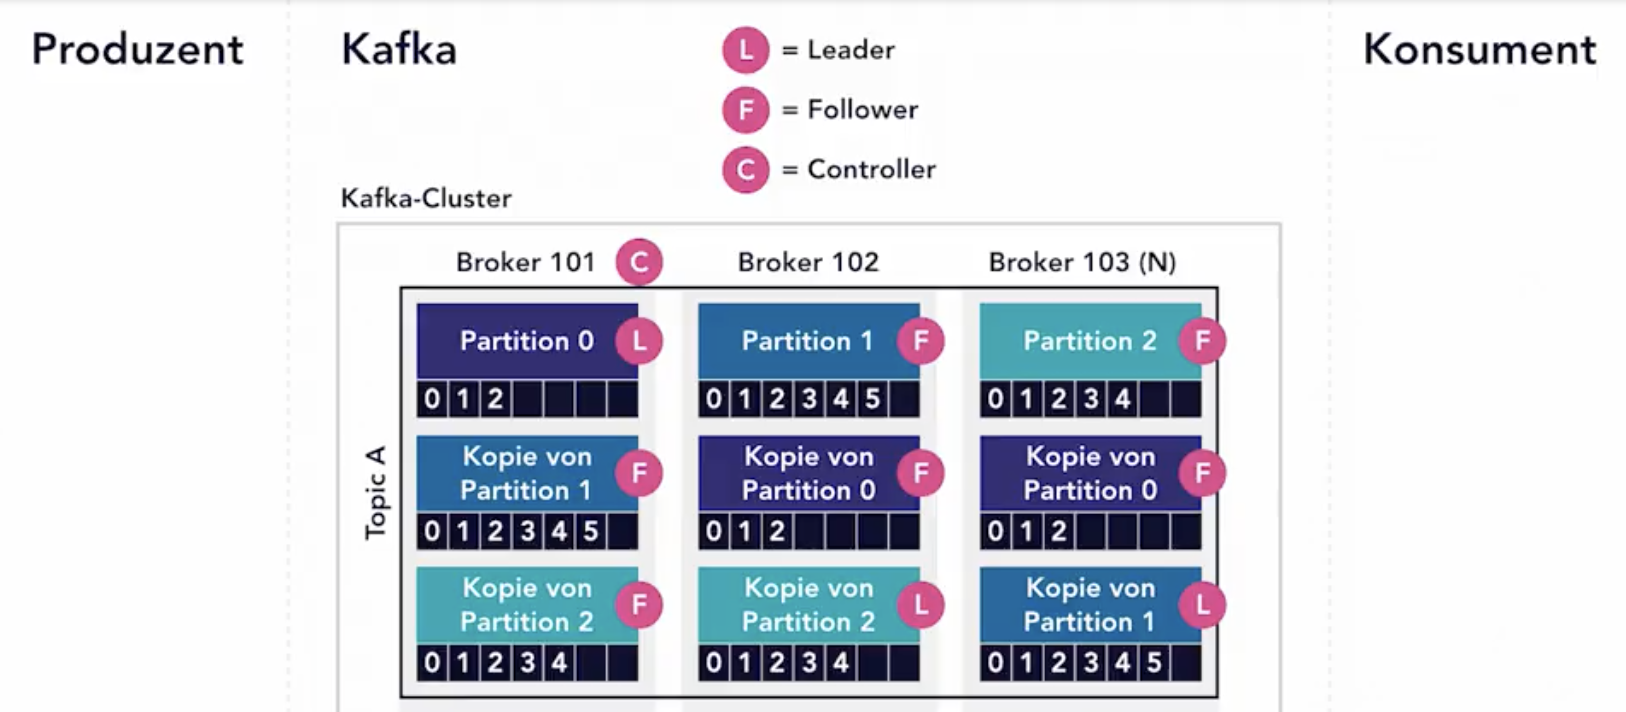 Produzent
Kafka
L = Leader
F = Follower
C = Controller
Konsument
Kafka-Cluster
Broker 101 C
Broker 102
Broker 103 (N)
Topic A
Partition 0 L
0 1 2
Partition 1 F
0 1 2 3 4 5
Partition 2 F
0 1 2 3 4
Kopie von
Partition 1 F
0 1 2 3 4 5
Kopie von
Partition 0 F
0 1 2
Kopie von
Partition 0 F
0 1 2
Kopie von
Partition 2 F
0 1 2 3 4
Kopie von
Partition 2 L
0 1 2 3 4
Kopie von
Partition 1 L
0 1 2 3 4 5